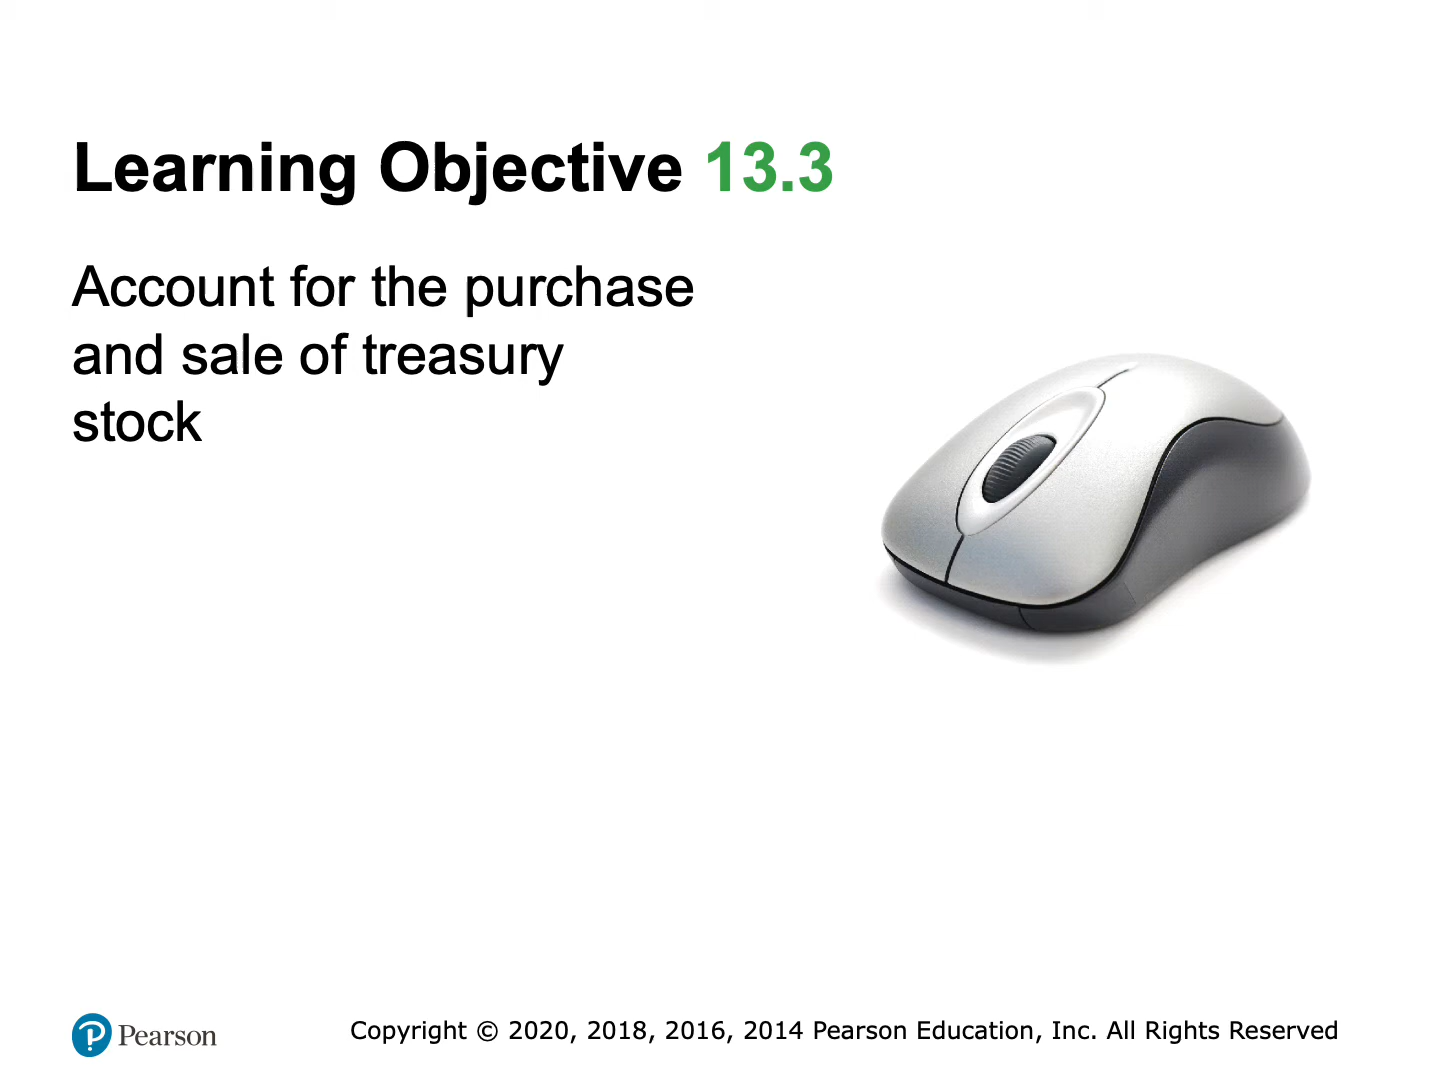 Learning Objective 13.3
Account for the purchase
and sale of treasury
stock
Pearson
Copyright © 2020, 2018, 2016, 2014 Pearson Education, Inc. All Rights Reserved